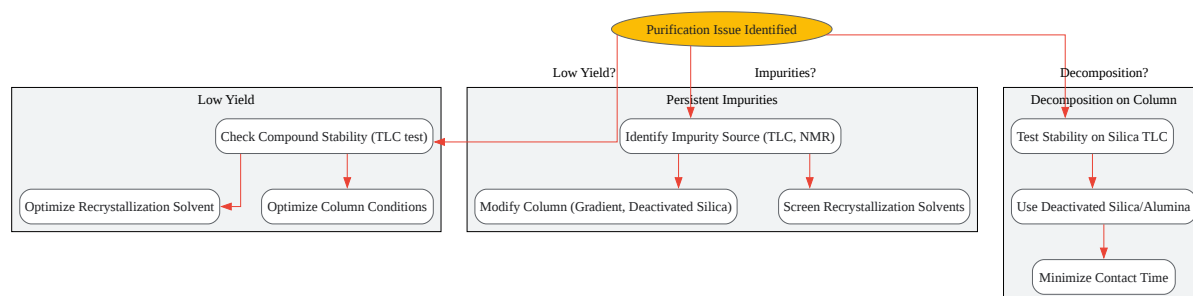 Purification Issue Identified
Low Yield?
Impurities?
Decomposition?
Low Yield
Persistent Impurities
Decomposition on Column
Check Compound Stability (TLC test)
Identify Impurity Source (TLC, NMR)
Test Stability on Silica TLC
Optimize Recrystallization Solvent
Optimize Column Conditions
Modify Column (Gradient, Deactivated Silica)
Screen Recrystallization Solvents
Use Deactivated Silica/Alumina
Minimize Contact Time